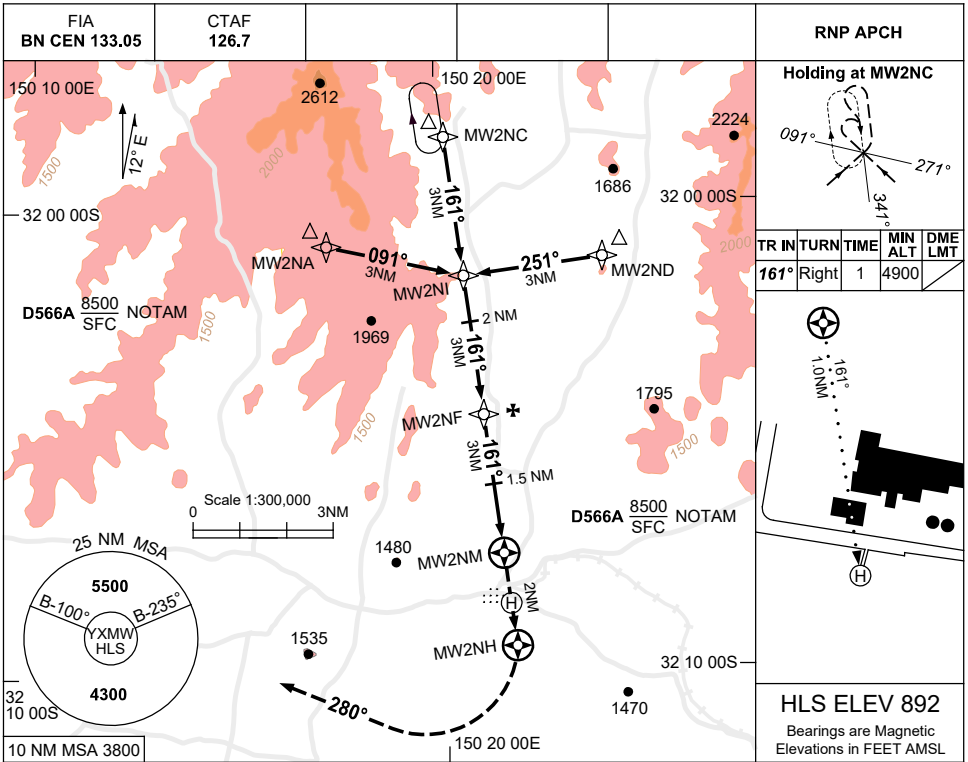 FIA
BN CEN 133.05
CTAF
126.7
RNP APCH
150 10 00E
150 20 00E
2612
12° E
1500
2000
MW2NC
161°
3NM
2224
1686
32 00 00S
32 00 00S
2000
MW2NA
091°
3NM
MW2NI
251°
3NM
MW2ND
D566A 8500
SFC NOTAM
1500
1969
2 NM
161°
3NM
1795
1500
MW2NF
1500
161°
3NM
1.5 NM
Scale 1:300,000
0 3NM
D566A 8500
SFC NOTAM
25 NM MSA
5500
B-100° B-235°
YXMW
HLS
4300
1480
MW2NM
H
2NM
1535
MW2NH
32 10 00S
280°
1470
32
10 00S
10 NM MSA 3800
150 20 00E
Holding at MW2NC
091°
271°
341°
TR IN TURN TIME MIN ALT DME LMT
161° Right 1 4900
161°
1.0NM
H
HLS ELEV 892
Bearings are Magnetic
Elevations in FEET AMSL